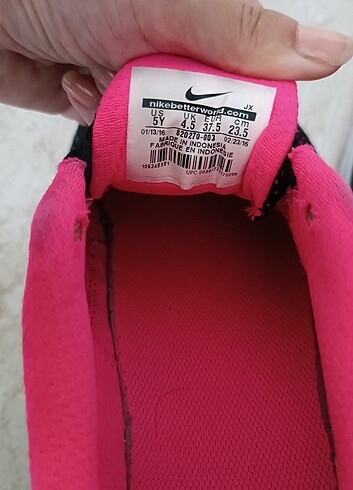 JX
nikebetterworld.com
US UK EUR cm
5Y 4.5 37.5 23.5
01/13/16 820270-003 02/23/16
MADE IN INDONESIA
FABRIQUE EN INDONESIE
UPC